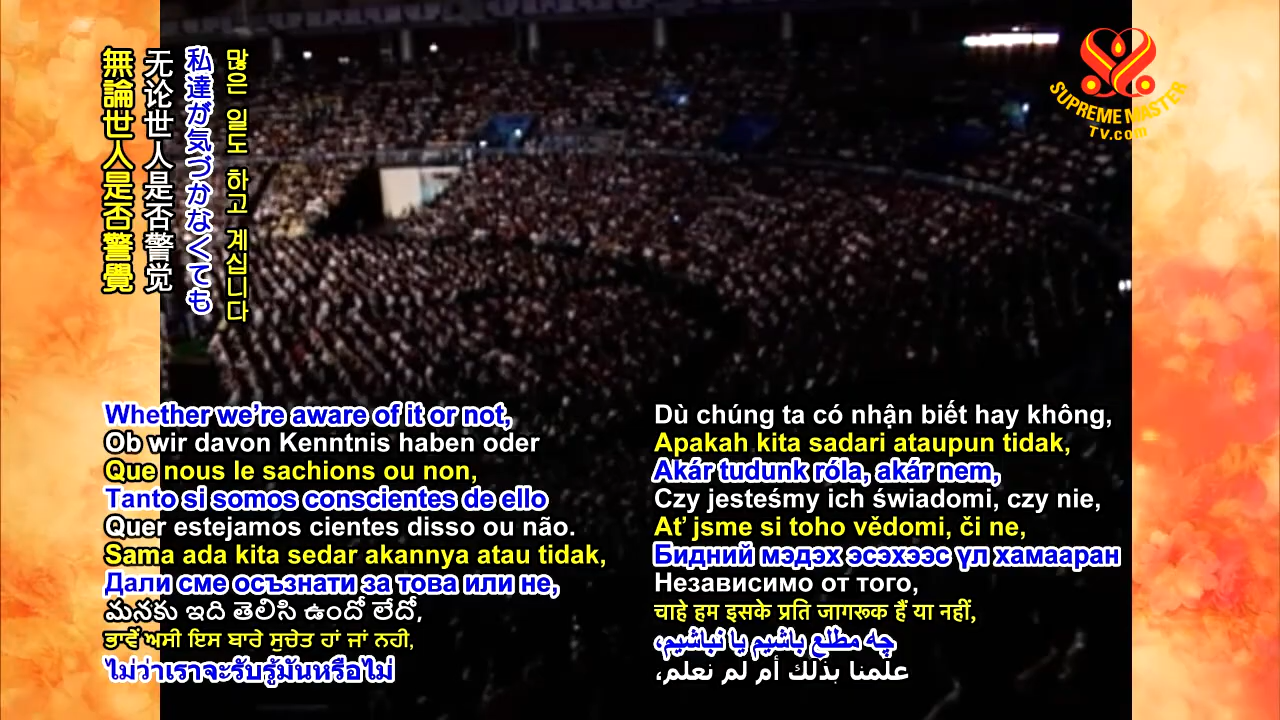 無論世人是否警覺
无论世人是否警觉
私達が気づかなくても
많은 일도 하고 계십니다
SUPREME MASTER
TV.com
Whether we're aware of it or not,
Ob wir davon Kenntnis haben oder
Que nous le sachions ou non,
Tanto si somos conscientes de ello
Quer estejamos cientes disso ou não.
Sama ada kita sedar akannya atau tidak,
Дали сме осъзнати за това или не,
మనకు ఇది తెలిసి ఉందో లేదో,
ਭਾਵੇਂ ਅਸੀ ਇਸ ਬਾਰੇ ਸੁਚੇਤ ਹਾਂ ਜਾਂ ਨਹੀ,
ไม่ว่าเราจะรับรู้มันหรือไม่
Dù chúng ta có nhận biết hay không,
Apakah kita sadari ataupun tidak,
Akár tudunk róla, akár nem,
Czy jesteśmy ich świadomi, czy nie,
Ať jsme si toho vědomi, či ne,
Бидний мэдэх эсэхээс үл хамааран
Независимо от того,
चाहे हम इसके प्रति जागरूक हैं या नहीं,
چه مطلع باشیم یا نباشیم،
علمنا بذلك أم لم نعلم،